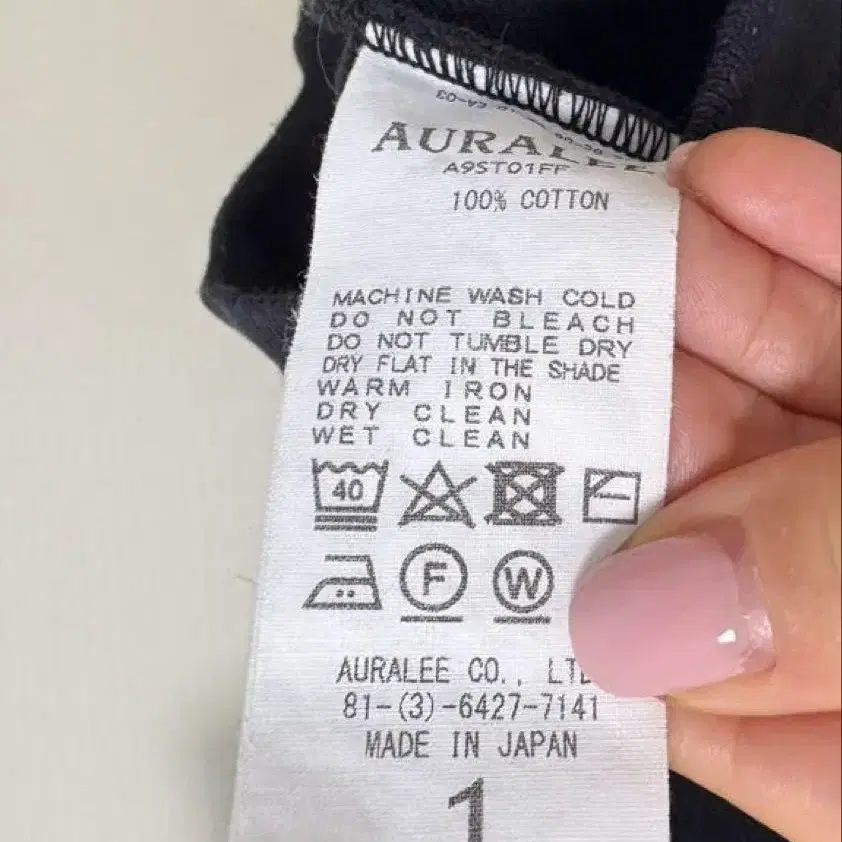 AURALEE
A9ST01FF
100% COTTON
MACHINE WASH COLD
DO NOT BLEACH
DO NOT TUMBLE DRY
DRY FLAT IN THE SHADE
WARM IRON
DRY CLEAN
WET CLEAN
40
F
W
AURALEE CO., LTD
81-(3)-6427-7141
MADE IN JAPAN
1